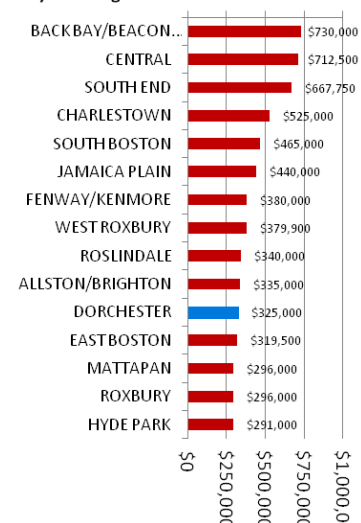 BACK BAY/BEACON... $730,000
CENTRAL $712,500
SOUTH END $667,750
CHARLESTOWN $525,000
SOUTH BOSTON $465,000
JAMAICA PLAIN $440,000
FENWAY/KENMORE $380,000
WEST ROXBURY $379,900
ROSLINDALE $340,000
ALLSTON/BRIGHTON $335,000
DORCHESTER $325,000
EAST BOSTON $319,500
MATTAPAN $296,000
ROXBURY $296,000
HYDE PARK $291,000
$0
$250,000
$500,000
$750,000
$1,000,0